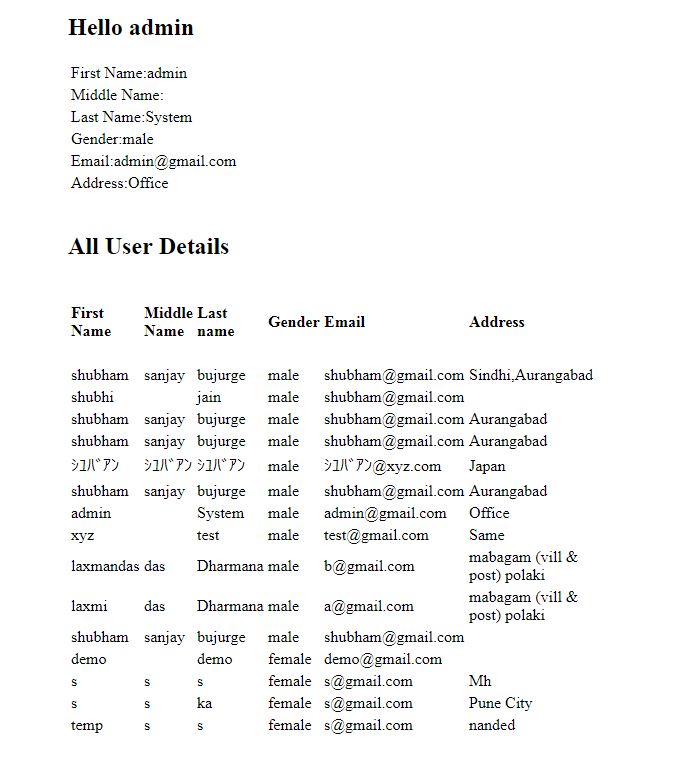 Hello admin
First Name:admin
Middle Name:
Last Name:System
Gender:male
Email:admin@gmail.com
Address:Office
All User Details
First Name Middle Name Last name Gender Email Address
shubham sanjay bujurge male shubham@gmail.com Sindhi,Aurangabad
shubhi jain male shubham@gmail.com
shubham sanjay bujurge male shubham@gmail.com Aurangabad
shubham sanjay bujurge male shubham@gmail.com Aurangabad
ｼﾕﾊﾞｱﾝ ｼﾕﾊﾞｱﾝ ｼﾕﾊﾞｱﾝ male ｼﾕﾊﾞｱﾝ@xyz.com Japan
shubham sanjay bujurge male shubham@gmail.com Aurangabad
admin System male admin@gmail.com Office
xyz test male test@gmail.com Same
laxmandas das Dharmana male b@gmail.com mabagam (vill & post) polaki
laxmi das Dharmana male a@gmail.com mabagam (vill & post) polaki
shubham sanjay bujurge male shubham@gmail.com
demo demo female demo@gmail.com
s s s female s@gmail.com Mh
s s ka female s@gmail.com Pune City
temp s s female s@gmail.com nanded